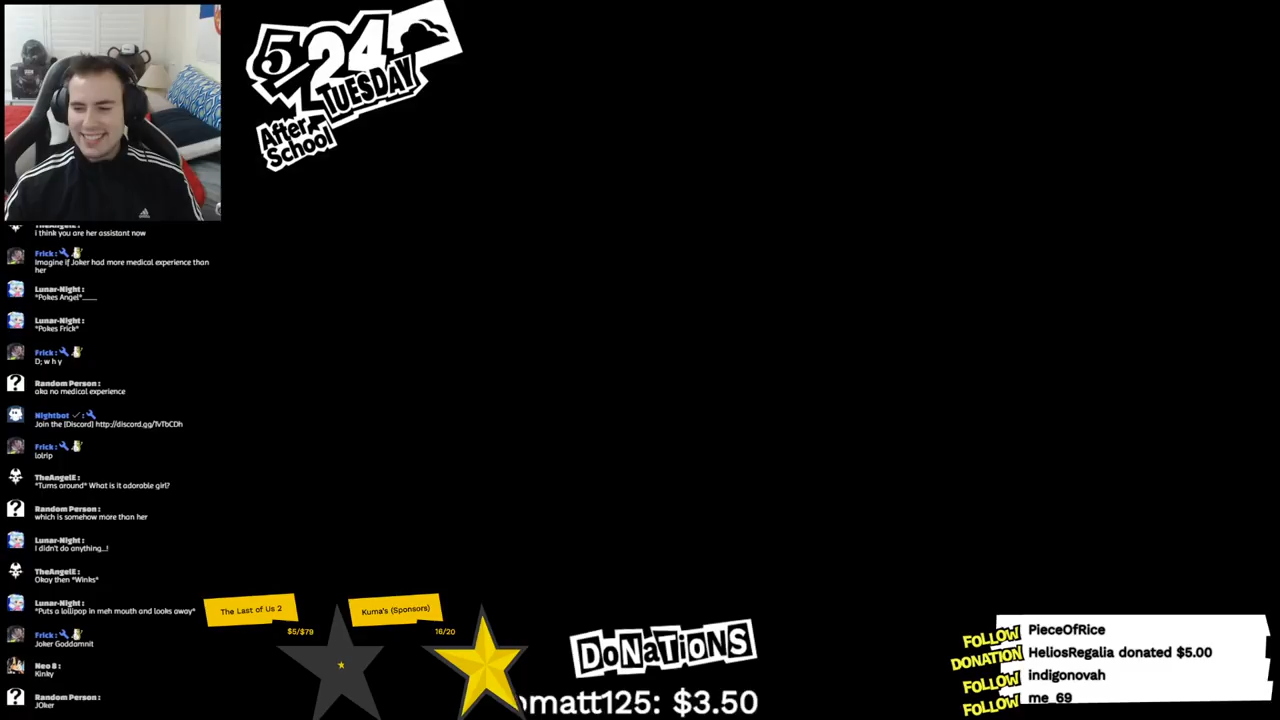 5/24
TUESDAY
After
School
TheAngelE :
i think you are her assistant now
Frick :
Imagine if Joker had more medical experience than
her
Lunar-Night :
*Pokes Angel*
Lunar-Night :
*Pokes Frick*
Frick :
D; w h y
Random Person :
aka no medical experience
Nightbot ✓ :
Join the [Discord] http://discord.gg/
Frick :
lolrip
TheAngelE :
*Turns around* What is it adorable girl?
Random Person :
which is somehow more than her
Lunar-Night :
I didn't do anything...!
TheAngelE :
Okay then *Winks*
Lunar-Night :
*Puts a lollipop in meh mouth and looks away*
Frick :
Joker Goddamnit
Neo 8 :
Kinky
Random Person :
JOker
The Last of Us 2
$5/$79
Kuma's (Sponsors)
16/20
DoNaTiONS
omatt125: $3.50
FOLLOW PieceOfRice
DONATION HeliosRegalia donated $5.00
FOLLOW indigonovah
FOLLOW me 69